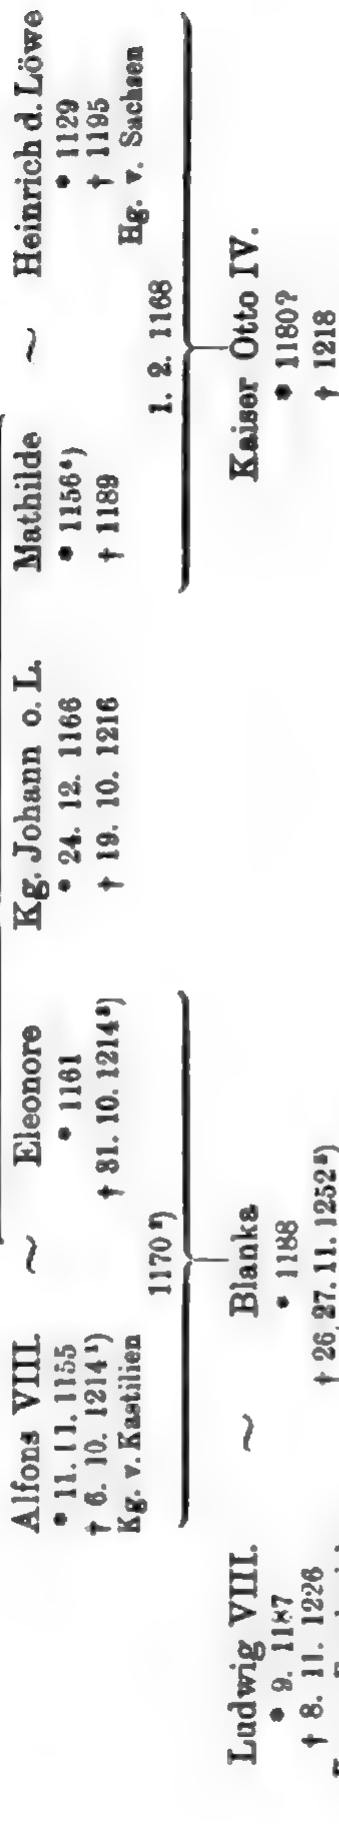 Alfons VIII.
* 11. 11. 1155
† 6. 10. 1214¹)
Kg. v. Kastilien
~
Eleonore
* 1161
† 31. 10. 1214³)
1170²)
Kg. Johann o. L.
* 24. 12. 1166
† 19. 10. 1216
Mathilde
* 1156⁴)
† 1189
~
Heinrich d. Löwe
* 1129
† 1195
Hg. v. Sachsen
1. 2. 1168
Ludwig VIII.
* 9. 1187
† 8. 11. 1226
~
Blanka
* 1188
† 26./27. 11. 1252⁵)
Kaiser Otto IV.
* 1180?
† 1218